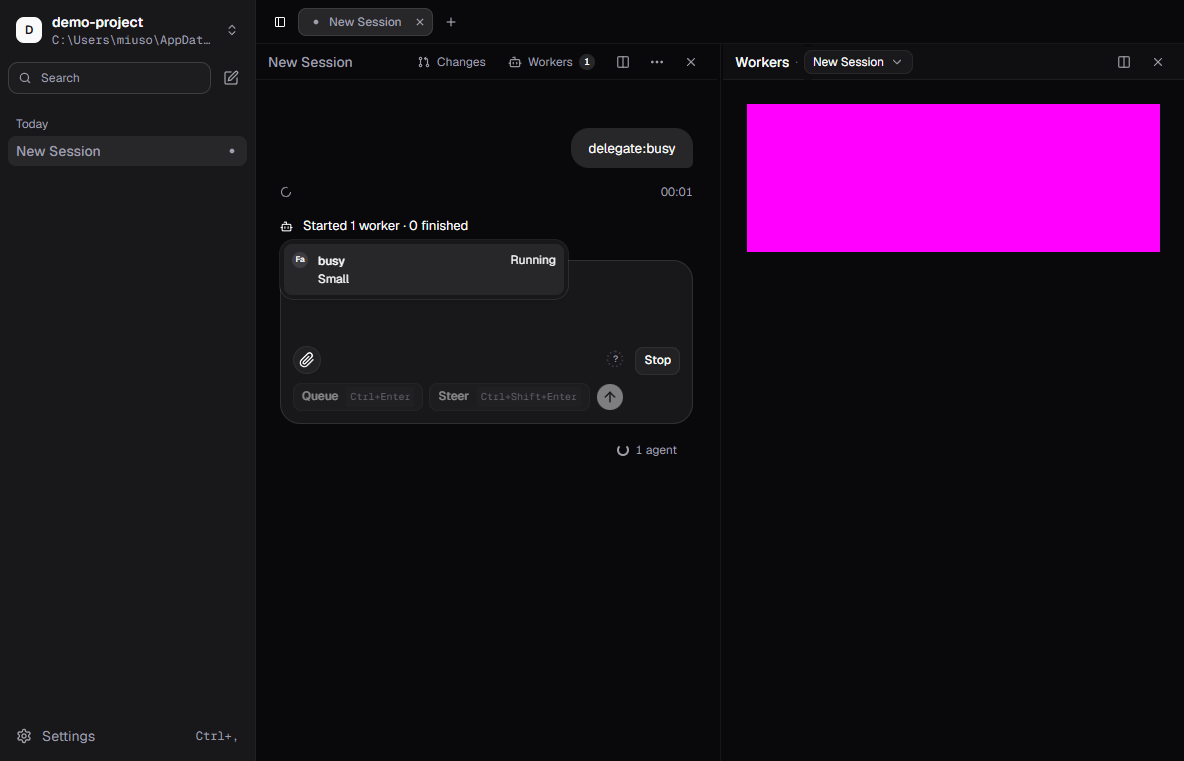 D
demo-project
C:\Users\miuso\AppDat…
Search
Today
New Session
Settings
Ctrl+,
New Session
New Session
Changes
Workers
1
delegate:busy
00:01
Started 1 worker · 0 finished
Fa
busy
Running
Small
?
Stop
Queue
Ctrl+Enter
Steer
Ctrl+Shift+Enter
1 agent
Workers ·
New Session